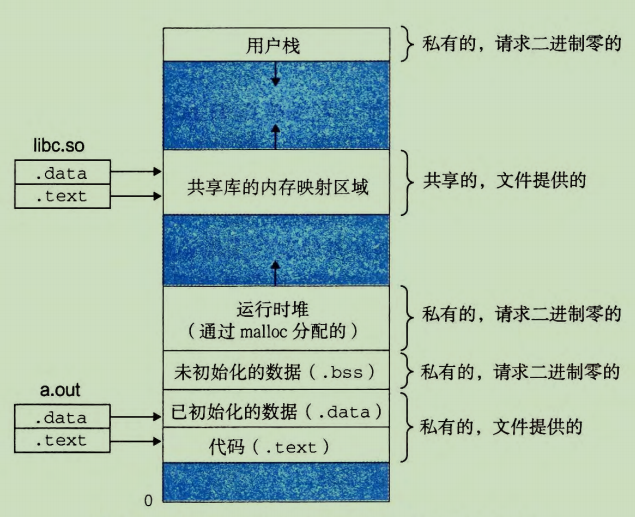 用户栈
私有的，请求二进制零的
libc.so
.data
.text
共享库的内存映射区域
共享的，文件提供的
运行时堆
（通过 malloc 分配的）
私有的，请求二进制零的
未初始化的数据（.bss）
私有的，请求二进制零的
a.out
.data
.text
已初始化的数据（.data）
代码（.text）
私有的，文件提供的
0